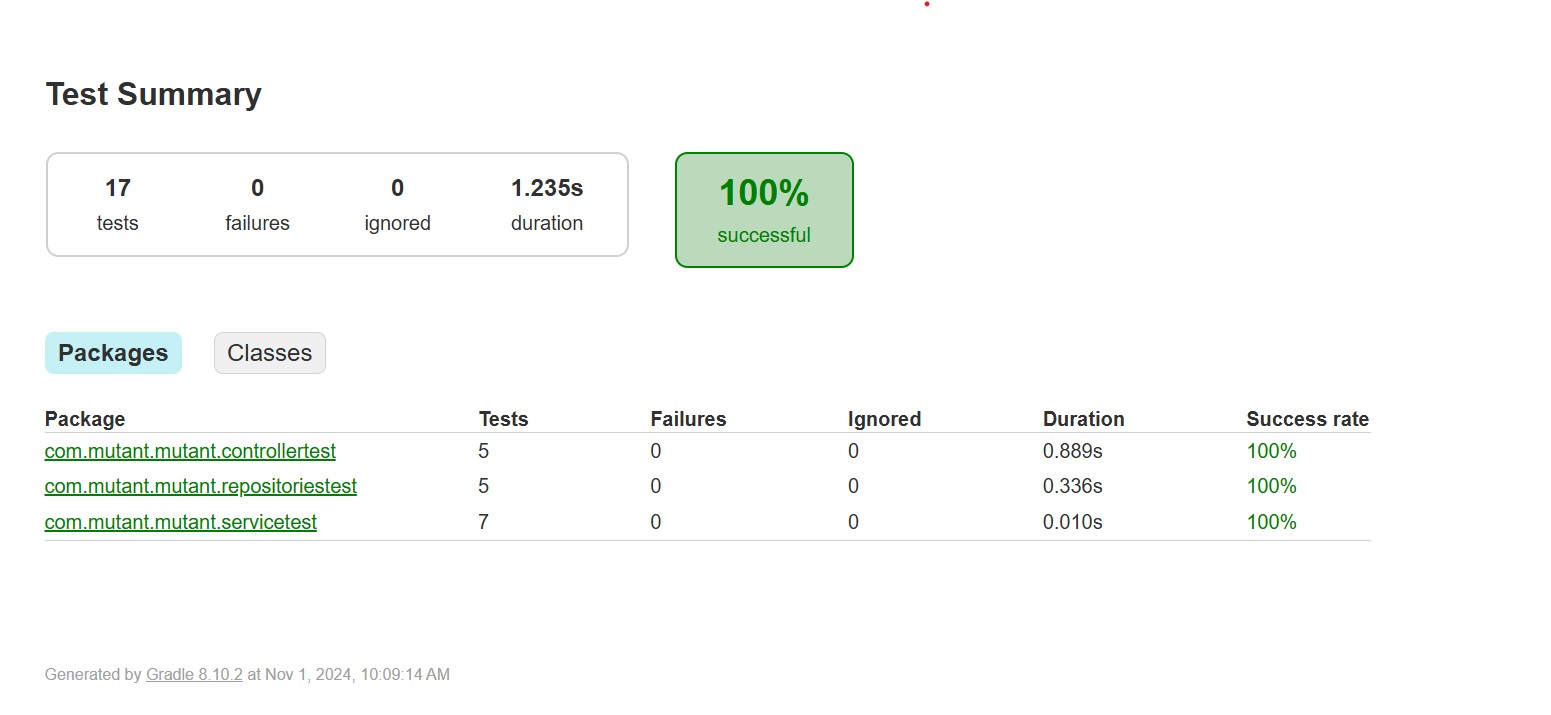 Test Summary
17 0 0 1.235s
tests failures ignored duration
100%
successful
Packages Classes
Package Tests Failures Ignored Duration Success rate
com.mutant.mutant.controllertest 5 0 0 0.889s 100%
com.mutant.mutant.repositoriestest 5 0 0 0.336s 100%
com.mutant.mutant.servicetest 7 0 0 0.010s 100%
Generated by Gradle 8.10.2 at Nov 1, 2024, 10:09:14 AM